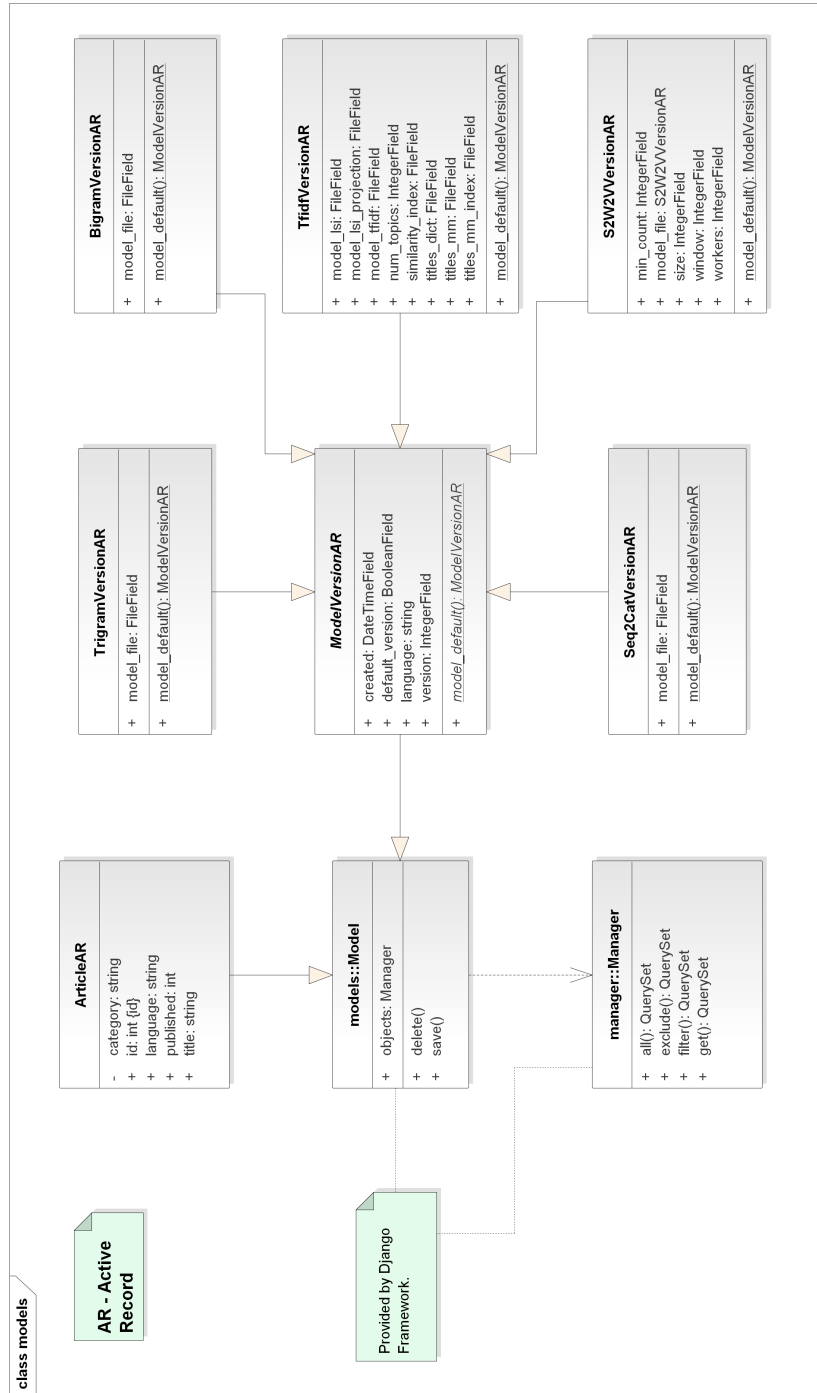 class models
AR - Active
Record
Provided by Django
Framework.
ArticleAR
- category: string
+ id: int {id}
+ language: string
+ published: int
+ title: string
models::Model
+ objects: Manager
+ delete()
+ save()
manager::Manager
+ all(): QuerySet
+ exclude(): QuerySet
+ filter(): QuerySet
+ get(): QuerySet
TrigramVersionAR
+ model_file: FileField
+ model_default(): ModelVersionAR
ModelVersionAR
+ created: DateTimeField
+ default_version: BooleanField
+ language: string
+ version: IntegerField
+ model_default(): ModelVersionAR
Seq2CatVersionAR
+ model_file: FileField
+ model_default(): ModelVersionAR
BigramVersionAR
+ model_file: FileField
+ model_default(): ModelVersionAR
TfidfVersionAR
+ model_lsi: FileField
+ model_lsi_projection: FileField
+ model_tfidf: FileField
+ num_topics: IntegerField
+ similarity_index: FileField
+ titles_dict: FileField
+ titles_mm: FileField
+ titles_mm_index: FileField
+ model_default(): ModelVersionAR
S2W2VVersionAR
+ min_count: IntegerField
+ model_file: S2W2VVersionAR
+ size: IntegerField
+ window: IntegerField
+ workers: IntegerField
+ model_default(): ModelVersionAR